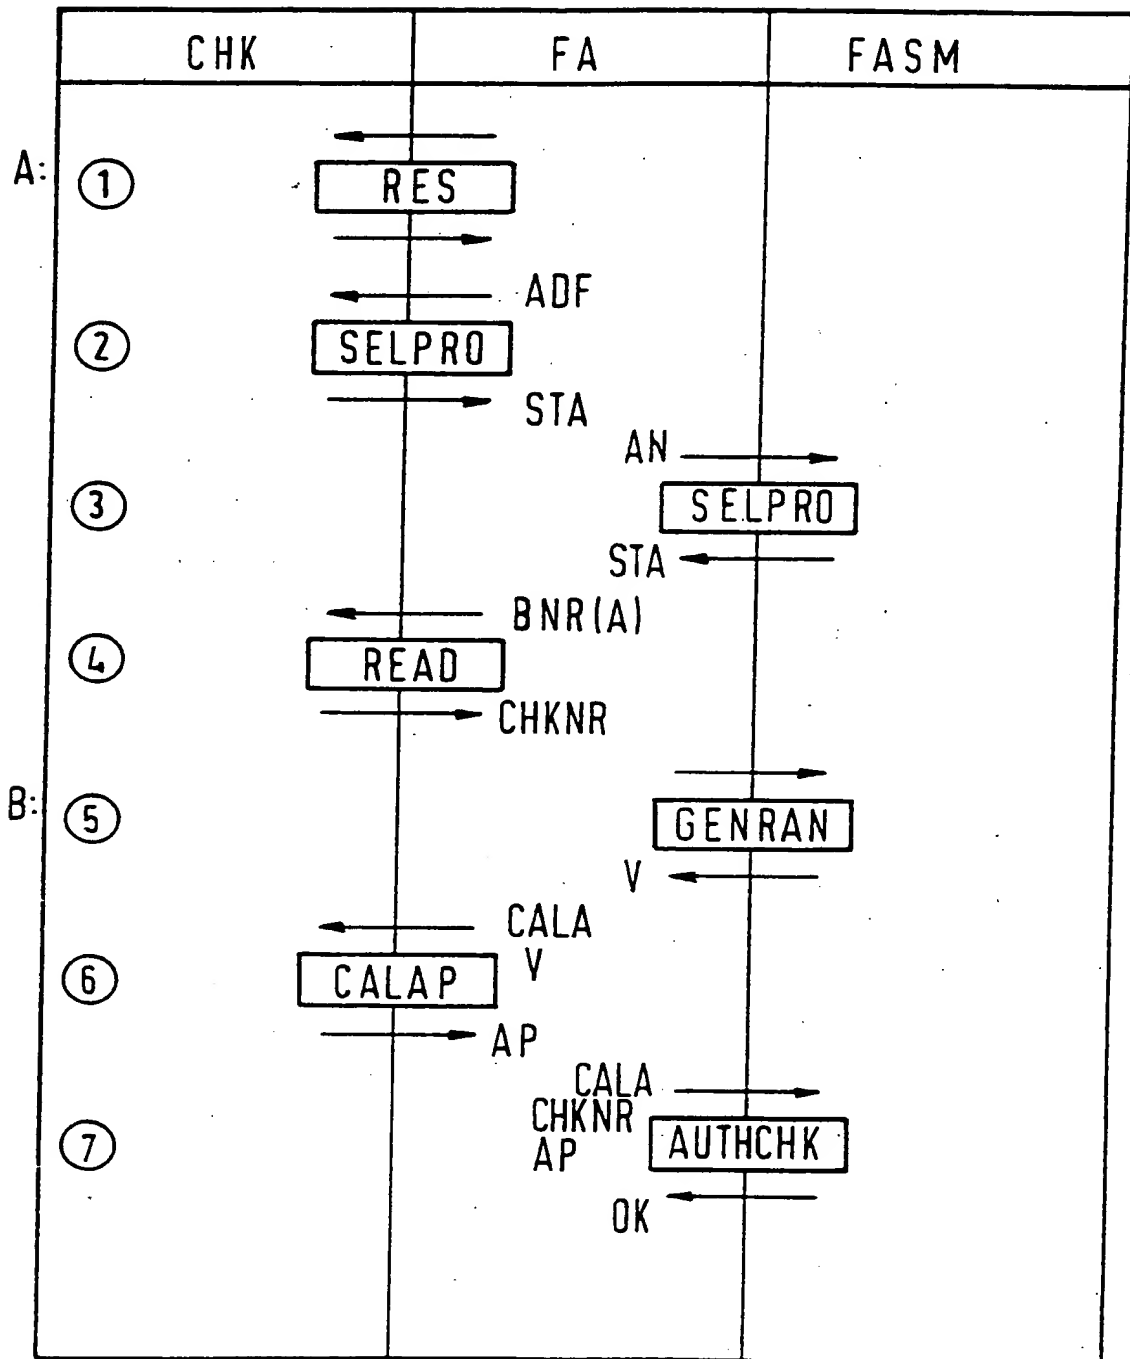 CHK FA FASM
A: 1 RES
ADF
2 SELPRO
STA
AN
3 SELPRO
STA
BNR(A)
4 READ
CHKNR
B: 5 GENRAN
V
CALA
V
6 CALAP
AP
CALA
CHKNR
AP
7 AUTHCHK
OK